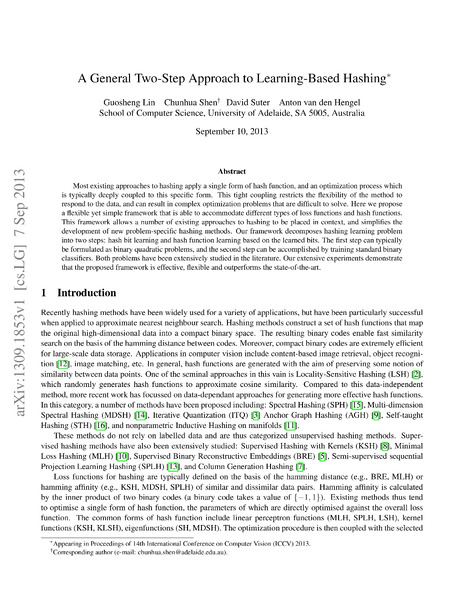 A General Two-Step Approach to Learning-Based Hashing*
Guosheng Lin Chunhua Shen† David Suter Anton van den Hengel
School of Computer Science, University of Adelaide, SA 5005, Australia
September 10, 2013
arXiv:1309.1853v1 [cs.LG] 7 Sep 2013
Abstract
Most existing approaches to hashing apply a single form of hash function, and an optimization process which
is typically deeply coupled to this specific form. This tight coupling restricts the flexibility of the method to
respond to the data, and can result in complex optimization problems that are difficult to solve. Here we propose
a flexible yet simple framework that is able to accommodate different types of loss functions and hash functions.
This framework allows a number of existing approaches to hashing to be placed in context, and simplifies the
development of new problem-specific hashing methods. Our framework decomposes hashing learning problem
into two steps: hash bit learning and hash function learning based on the learned bits. The first step can typically
be formulated as binary quadratic problems, and the second step can be accomplished by training standard binary
classifiers. Both problems have been extensively studied in the literature. Our extensive experiments demonstrate
that the proposed framework is effective, flexible and outperforms the state-of-the-art.
1 Introduction
Recently hashing methods have been widely used for a variety of applications, but have been particularly successful
when applied to approximate nearest neighbour search. Hashing methods construct a set of hash functions that map
the original high-dimensional data into a compact binary space. The resulting binary codes enable fast similarity
search on the basis of the hamming distance between codes. Moreover, compact binary codes are extremely efficient
for large-scale data storage. Applications in computer vision include content-based image retrieval, object recogni-
tion [12], image matching, etc. In general, hash functions are generated with the aim of preserving some notion of
similarity between data points. One of the seminal approaches in this vain is Locality-Sensitive Hashing (LSH) [2],
which randomly generates hash functions to approximate cosine similarity. Compared to this data-independent
method, more recent work has focussed on data-dependant approaches for generating more effective hash functions.
In this category, a number of methods have been proposed including: Spectral Hashing (SPH) [15], Multi-dimension
Spectral Hashing (MDSH) [14], Iterative Quantization (ITQ) [3] Anchor Graph Hashing (AGH) [9], Self-taught
Hashing (STH) [16], and nonparametric Inductive Hashing on manifolds [11].
These methods do not rely on labelled data and are thus categorized unsupervised hashing methods. Super-
vised hashing methods have also been extensively studied: Supervised Hashing with Kernels (KSH) [8], Minimal
Loss Hashing (MLH) [10], Supervised Binary Reconstructive Embeddings (BRE) [5], Semi-supervised sequential
Projection Learning Hashing (SPLH) [13], and Column Generation Hashing [7].
Loss functions for hashing are typically defined on the basis of the hamming distance (e.g., BRE, MLH) or
hamming affinity (e.g., KSH, MDSH, SPLH) of similar and dissimilar data pairs. Hamming affinity is calculated
by the inner product of two binary codes (a binary code takes a value of {−1, 1}). Existing methods thus tend
to optimise a single form of hash function, the parameters of which are directly optimised against the overall loss
function. The common forms of hash function include linear perceptron functions (MLH, SPLH, LSH), kernel
functions (KSH, KLSH), eigenfunctions (SH, MDSH). The optimization procedure is then coupled with the selected
*Appearing in Proceedings of 14th International Conference on Computer Vision (ICCV) 2013.
†Corresponding author (e-mail: chunhua.shen@adelaide.edu.au).